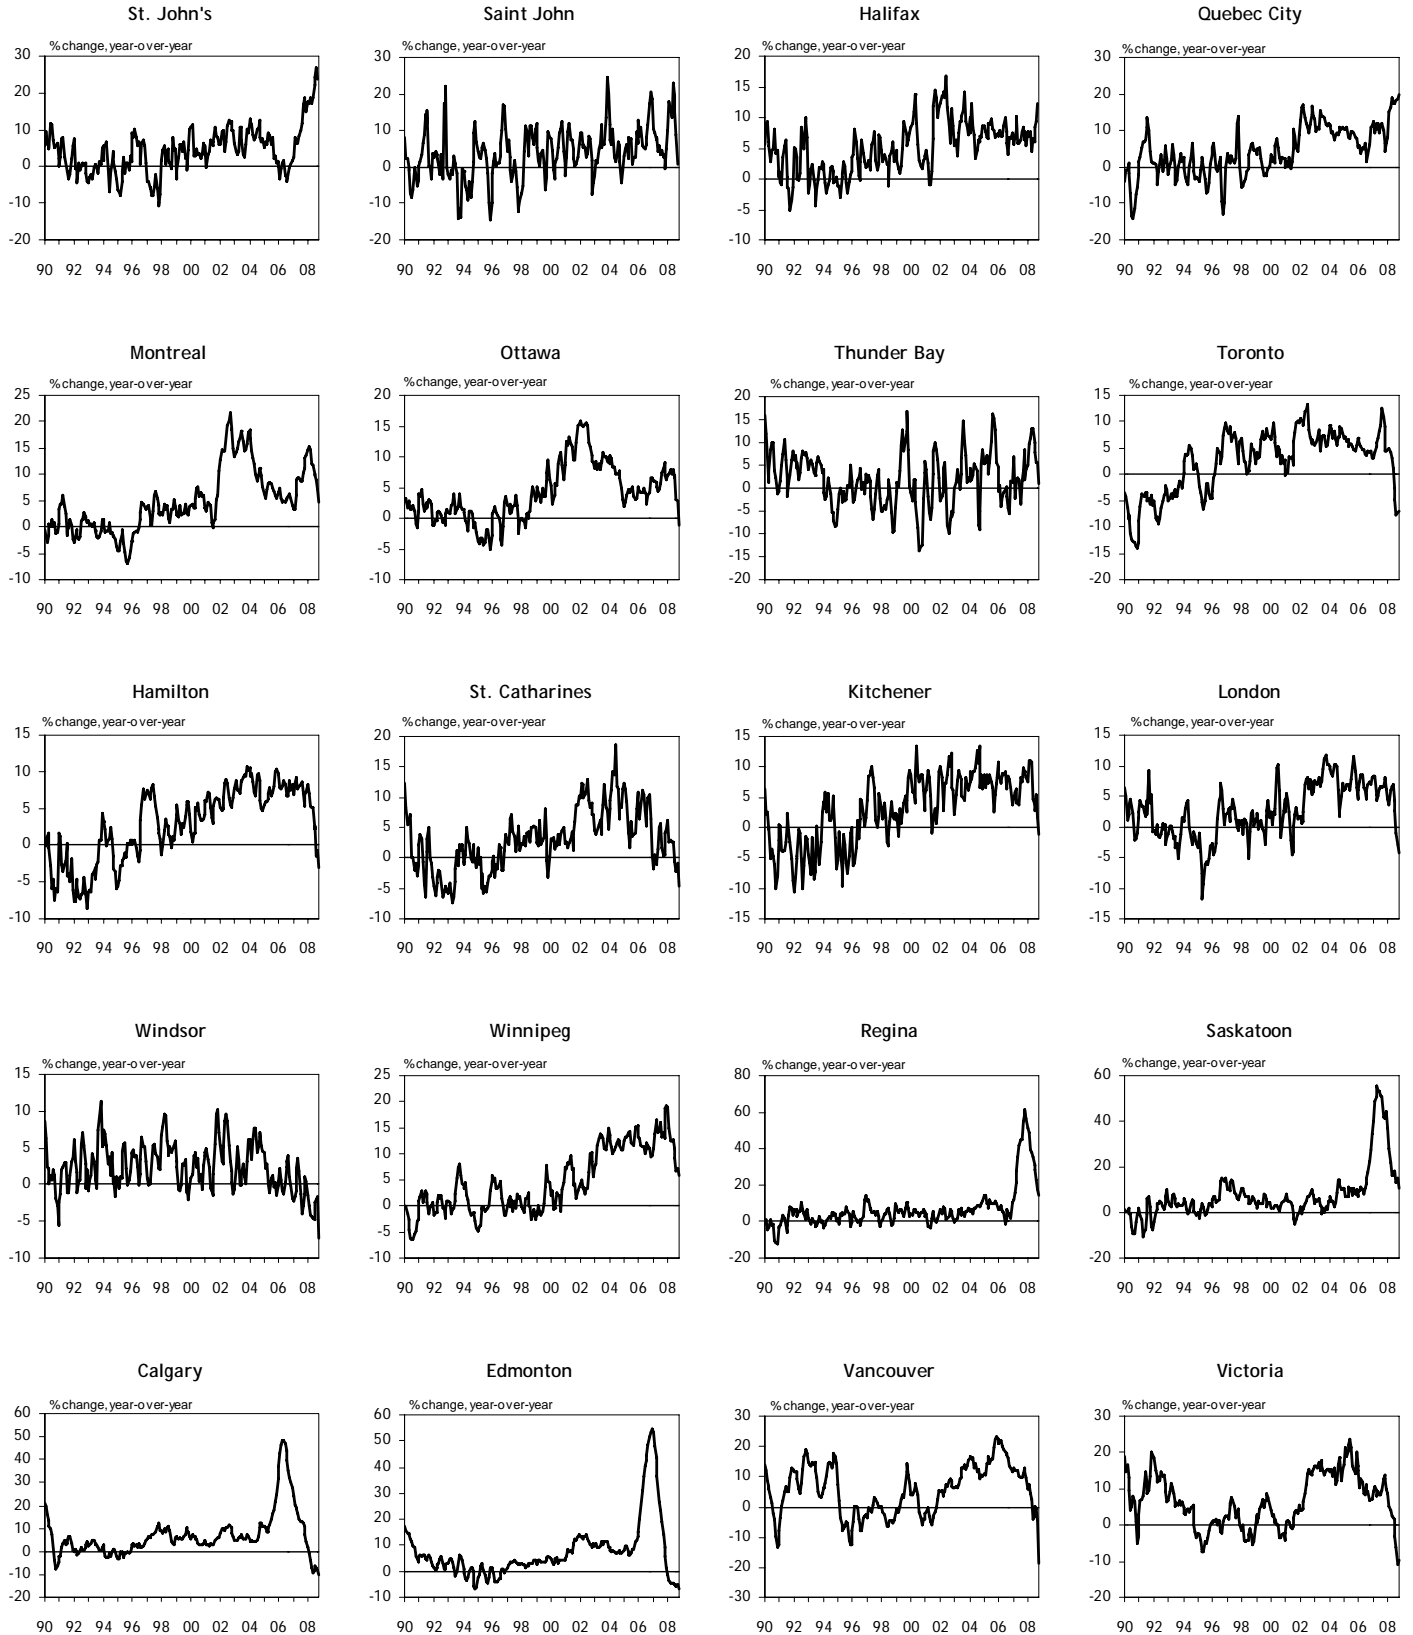 St. John's Saint John Halifax Quebec City
% change, year-over-year % change, year-over-year % change, year-over-year % change, year-over-year
30 30 20 30
20 20 15 20
10 10 10 10
0 0 5 0
-10 -10 0 -10
-20 -20 -5 -20
-10
90 92 94 96 98 00 02 04 06 08 90 92 94 96 98 00 02 04 06 08 90 92 94 96 98 00 02 04 06 08 90 92 94 96 98 00 02 04 06 08
Montreal Ottawa Thunder Bay Toronto
% change, year-over-year % change, year-over-year % change, year-over-year % change, year-over-year
25 20 20 15
20 15 15 10
15 10 10 5
10 5 5 0
5 0 0 -5
0 -5 -5 -10
-5 -10 -10 -15
-10 -15 -20
-20
90 92 94 96 98 00 02 04 06 08 90 92 94 96 98 00 02 04 06 08 90 92 94 96 98 00 02 04 06 08 90 92 94 96 98 00 02 04 06 08
Hamilton St. Catharines Kitchener London
% change, year-over-year % change, year-over-year % change, year-over-year % change, year-over-year
15 20 15 15
10 15 10 10
5 10 5 5
0 5 0 0
-5 0 -5 -5
-10 -5 -10 -10
-10 -15 -15
90 92 94 96 98 00 02 04 06 08 90 92 94 96 98 00 02 04 06 08 90 92 94 96 98 00 02 04 06 08 90 92 94 96 98 00 02 04 06 08
Windsor Winnipeg Regina Saskatoon
% change, year-over-year % change, year-over-year % change, year-over-year % change, year-over-year
15 25 80 60
10 20 60 40
5 15 40 20
0 10 20 0
-5 5 0 -20
-10 0 -20
-5
-10
90 92 94 96 98 00 02 04 06 08 90 92 94 96 98 00 02 04 06 08 90 92 94 96 98 00 02 04 06 08 90 92 94 96 98 00 02 04 06 08
Calgary Edmonton Vancouver Victoria
% change, year-over-year % change, year-over-year % change, year-over-year % change, year-over-year
60 60 30 30
50 50 20 20
40 40 10 10
30 30 0 0
20 20 -10 -10
10 10 -20 -20
0 0 -30
-10 -10
-20
90 92 94 96 98 00 02 04 06 08 90 92 94 96 98 00 02 04 06 08 90 92 94 96 98 00 02 04 06 08 90 92 94 96 98 00 02 04 06 08